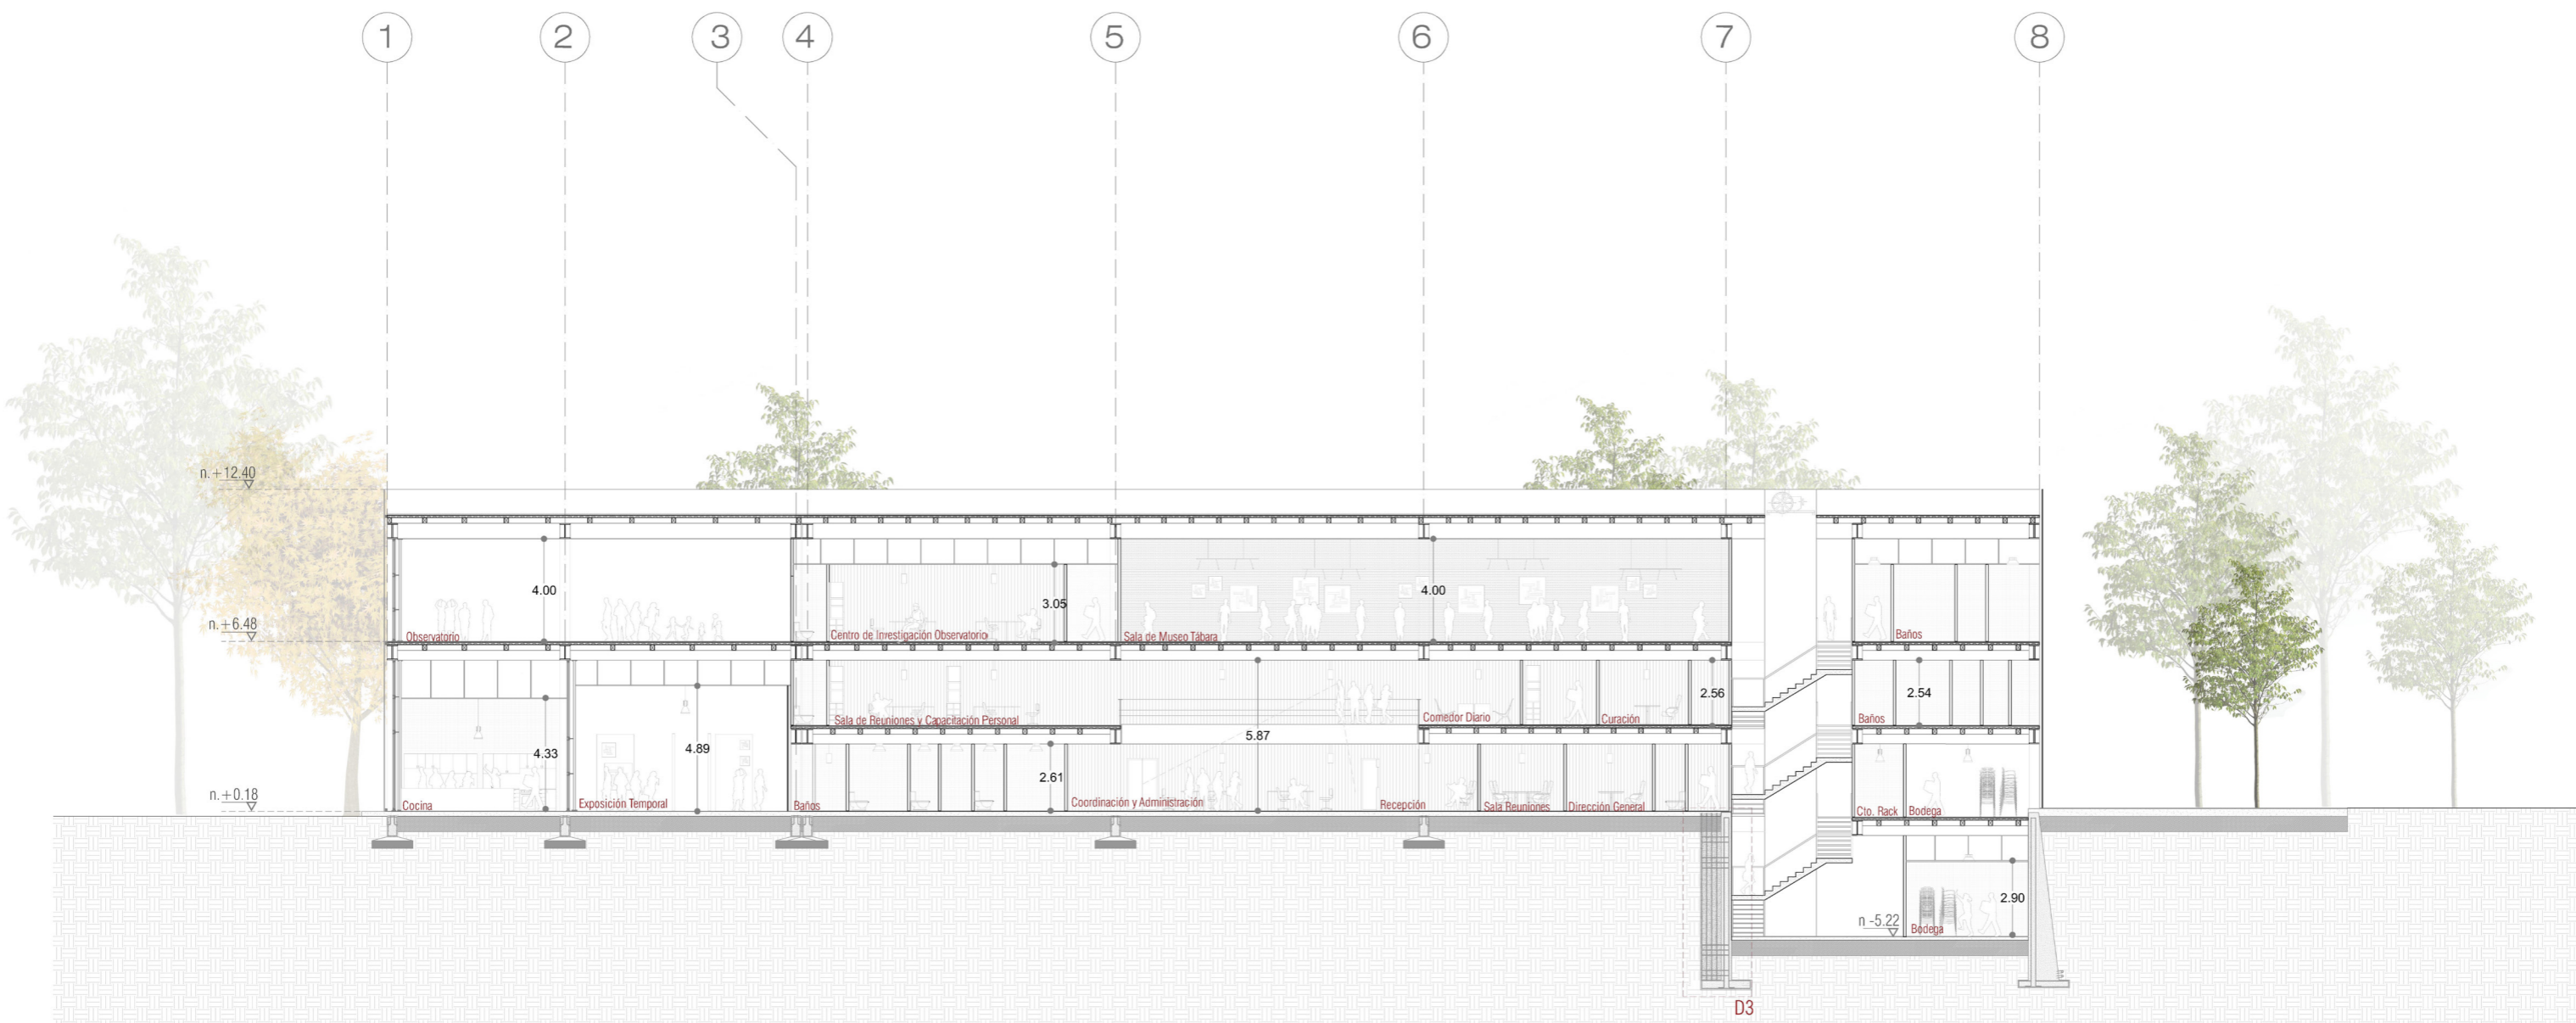 1
2
3
4
5
6
7
8
n.+12.40
4.00
3.05
4.00
n.+6.48
Observatorio
Centro de Investigación Observatorio
Sala de Museo Tábara
Baños
2.56
2.54
Sala de Reuniones y Capacitación Personal
Comedor Diario
Curación
Baños
4.33
4.89
5.87
2.61
n.+0.18
Cocina
Exposición Temporal
Baños
Coordinación y Administración
Recepción
Sala Reuniones
Dirección General
Cto. Rack
Bodega
2.90
n -5.22
Bodega
D3